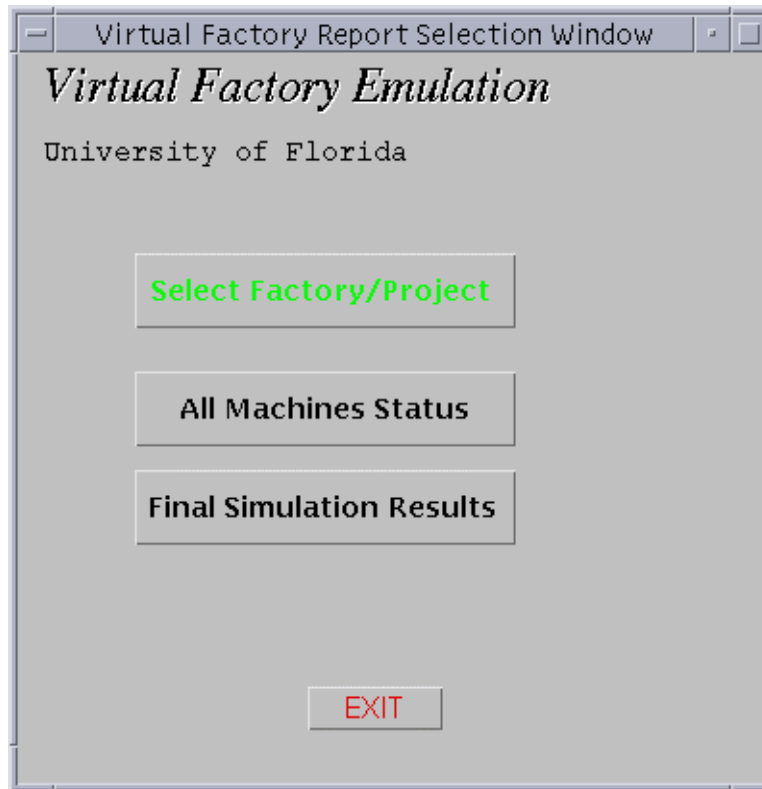 Virtual Factory Report Selection Window
Virtual Factory Emulation
University of Florida
Select Factory/Project
All Machines Status
Final Simulation Results
EXIT